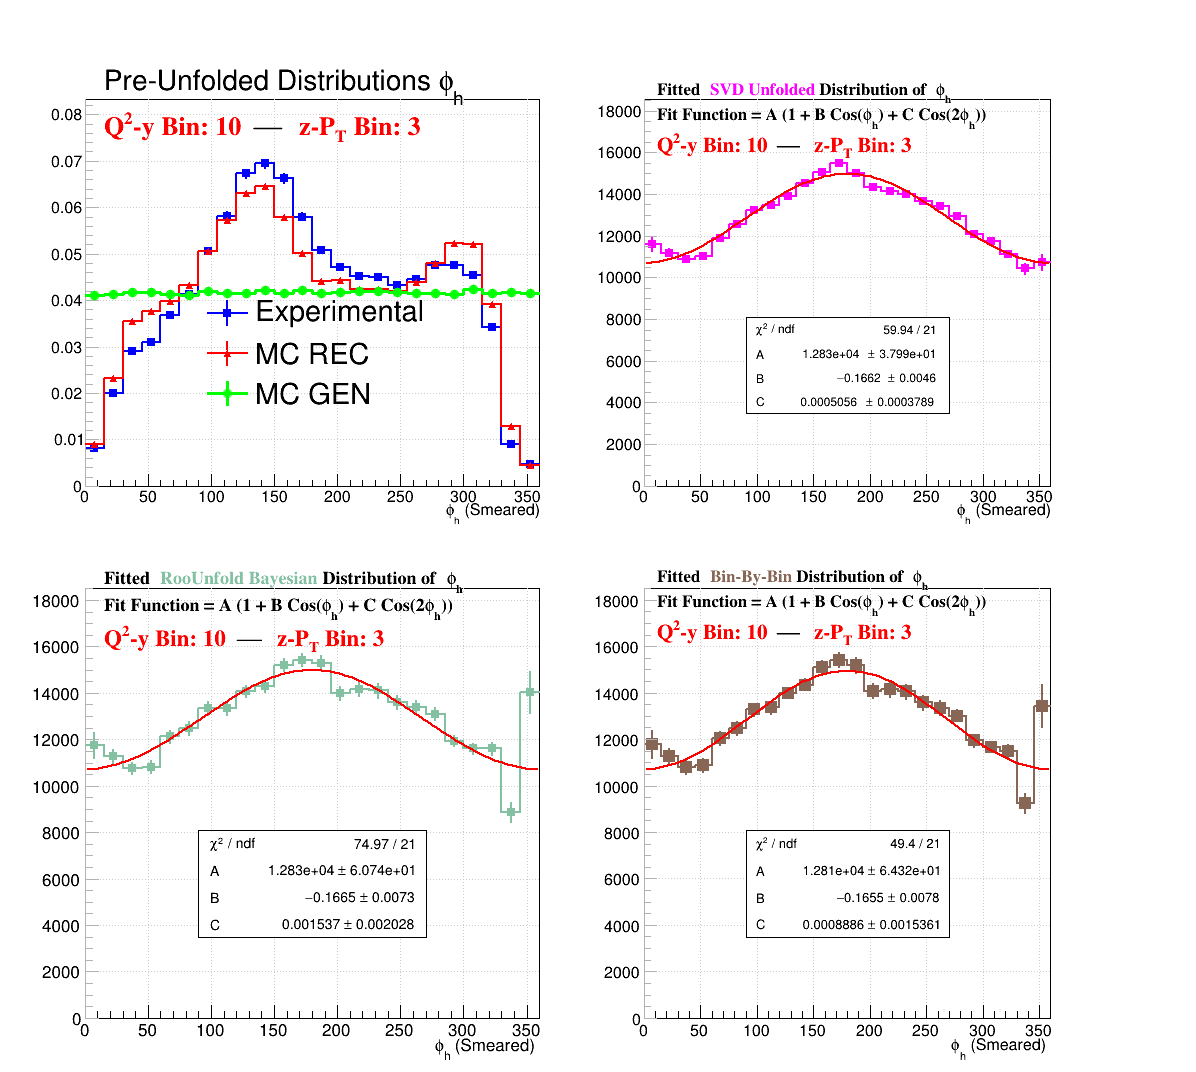 Pre-Unfolded Distributions ϕh
Q2-y Bin: 10 — z-PT Bin: 3
0.08
0.07
0.06
0.05
0.04
0.03
0.02
0.01
0
Experimental
MC REC
MC GEN
0 50 100 150 200 250 300 350
ϕh (Smeared)
Fitted SVD Unfolded Distribution of ϕh
Fit Function = A (1 + B Cos(ϕh) + C Cos(2ϕh))
Q2-y Bin: 10 — z-PT Bin: 3
18000
16000
14000
12000
10000
8000
6000
4000
2000
0
χ2 / ndf 59.94 / 21
A 1.283e+04 ± 3.799e+01
B −0.1662 ± 0.0046
C 0.0005056 ± 0.0003789
0 50 100 150 200 250 300 350
ϕh (Smeared)
Fitted RooUnfold Bayesian Distribution of ϕh
Fit Function = A (1 + B Cos(ϕh) + C Cos(2ϕh))
Q2-y Bin: 10 — z-PT Bin: 3
18000
16000
14000
12000
10000
8000
6000
4000
2000
0
χ2 / ndf 74.97 / 21
A 1.283e+04 ± 6.074e+01
B −0.1665 ± 0.0073
C 0.001537 ± 0.002028
0 50 100 150 200 250 300 350
ϕh (Smeared)
Fitted Bin-By-Bin Distribution of ϕh
Fit Function = A (1 + B Cos(ϕh) + C Cos(2ϕh))
Q2-y Bin: 10 — z-PT Bin: 3
18000
16000
14000
12000
10000
8000
6000
4000
2000
0
χ2 / ndf 49.4 / 21
A 1.281e+04 ± 6.432e+01
B −0.1655 ± 0.0078
C 0.0008886 ± 0.0015361
0 50 100 150 200 250 300 350
ϕh (Smeared)